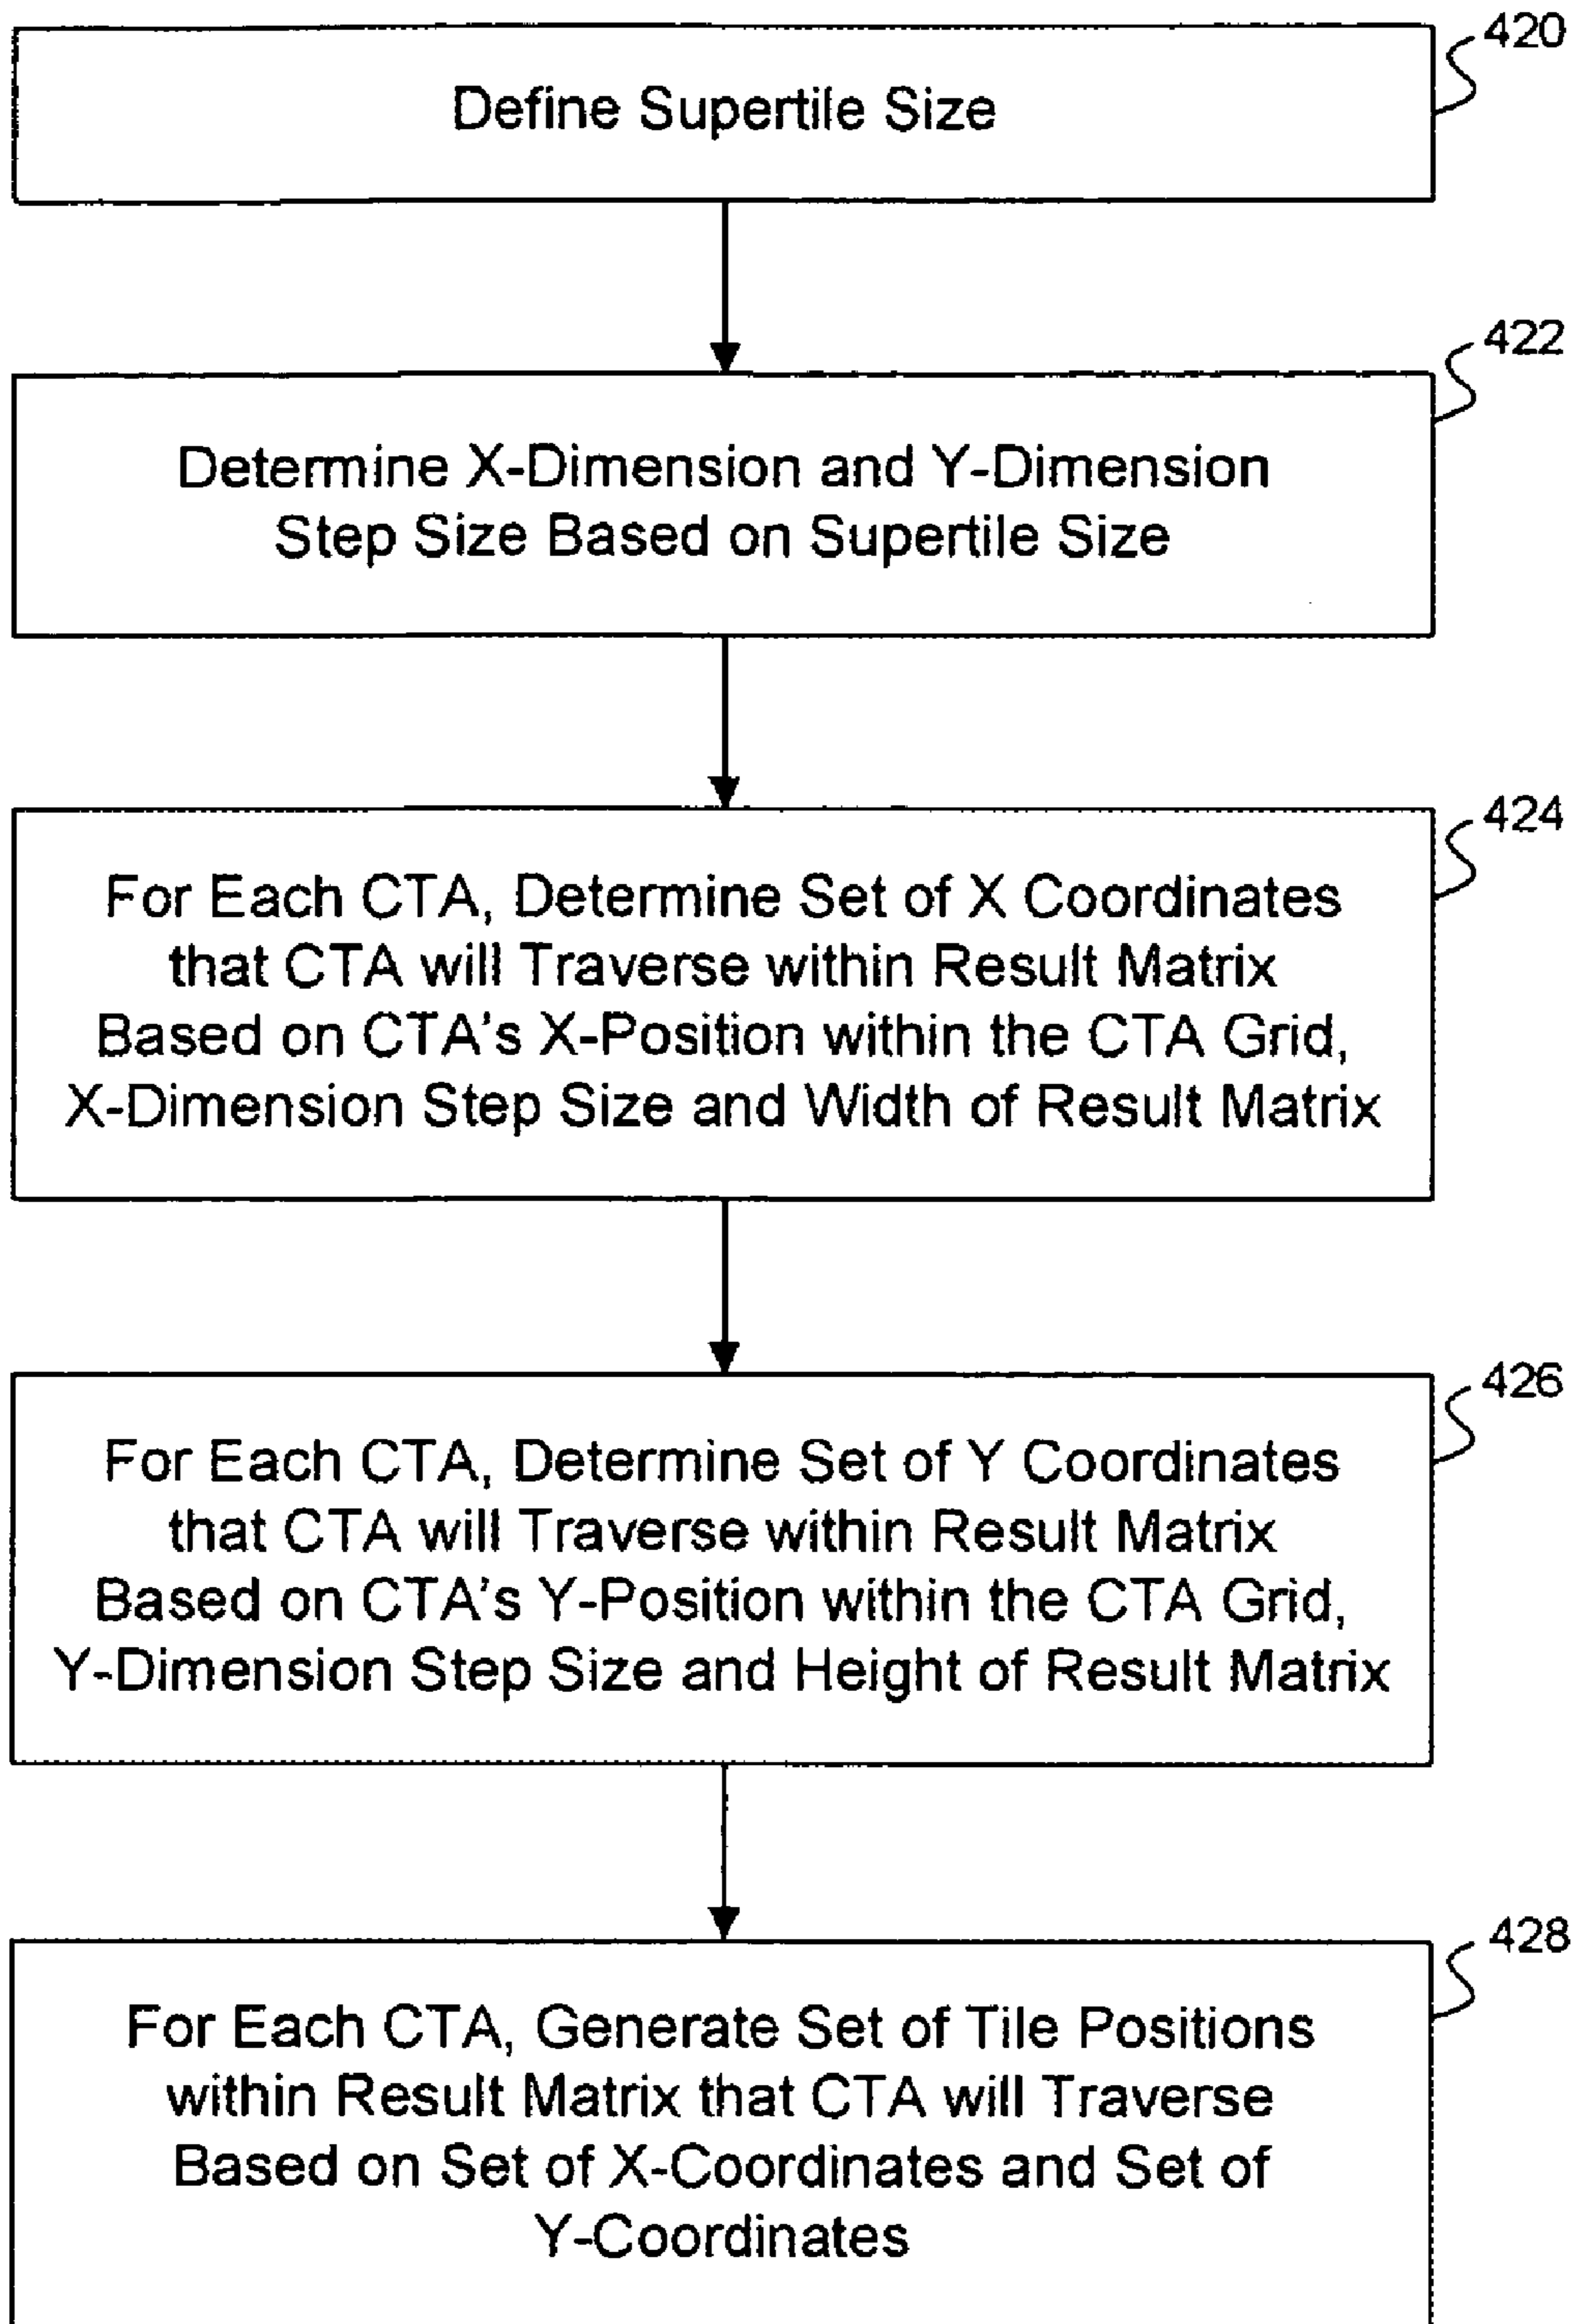 420
Define Supertile Size
422
Determine X-Dimension and Y-Dimension
Step Size Based on Supertile Size
424
For Each CTA, Determine Set of X Coordinates
that CTA will Traverse within Result Matrix
Based on CTA's X-Position within the CTA Grid,
X-Dimension Step Size and Width of Result Matrix
426
For Each CTA, Determine Set of Y Coordinates
that CTA will Traverse within Result Matrix
Based on CTA's Y-Position within the CTA Grid,
Y-Dimension Step Size and Height of Result Matrix
428
For Each CTA, Generate Set of Tile Positions
within Result Matrix that CTA will Traverse
Based on Set of X-Coordinates and Set of
Y-Coordinates